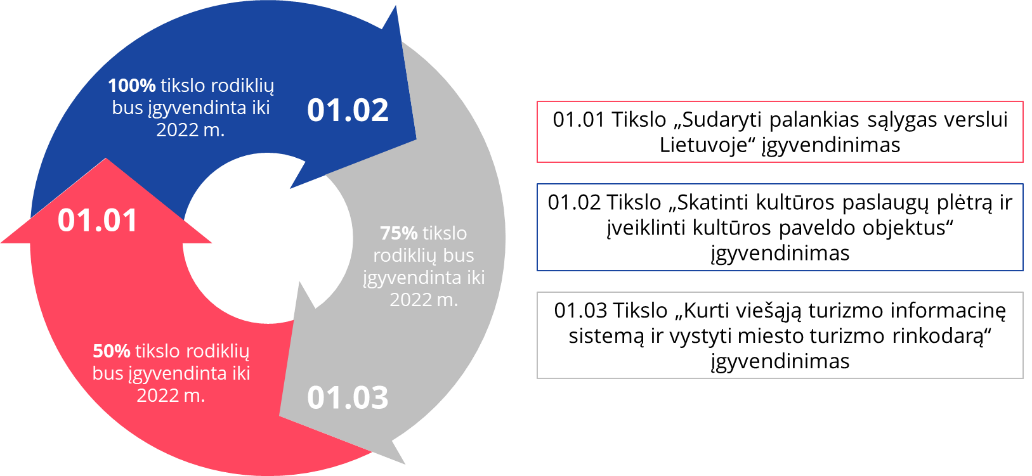 100% tikslo rodiklių
bus įgyvendinta iki
2022 m.
01.02
01.01
75% tikslo
rodiklių bus
įgyvendinta iki
2022 m.
50% tikslo rodiklių
bus įgyvendinta iki
2022 m.
01.03
01.01 Tikslo „Sudaryti palankias sąlygas verslui
Lietuvoje“ įgyvendinimas
01.02 Tikslo „Skatinti kultūros paslaugų plėtrą ir
įveiklinti kultūros paveldo objektus“
įgyvendinimas
01.03 Tikslo „Kurti viešąją turizmo informacinę
sistemą ir vystyti miesto turizmo rinkodarą“
įgyvendinimas